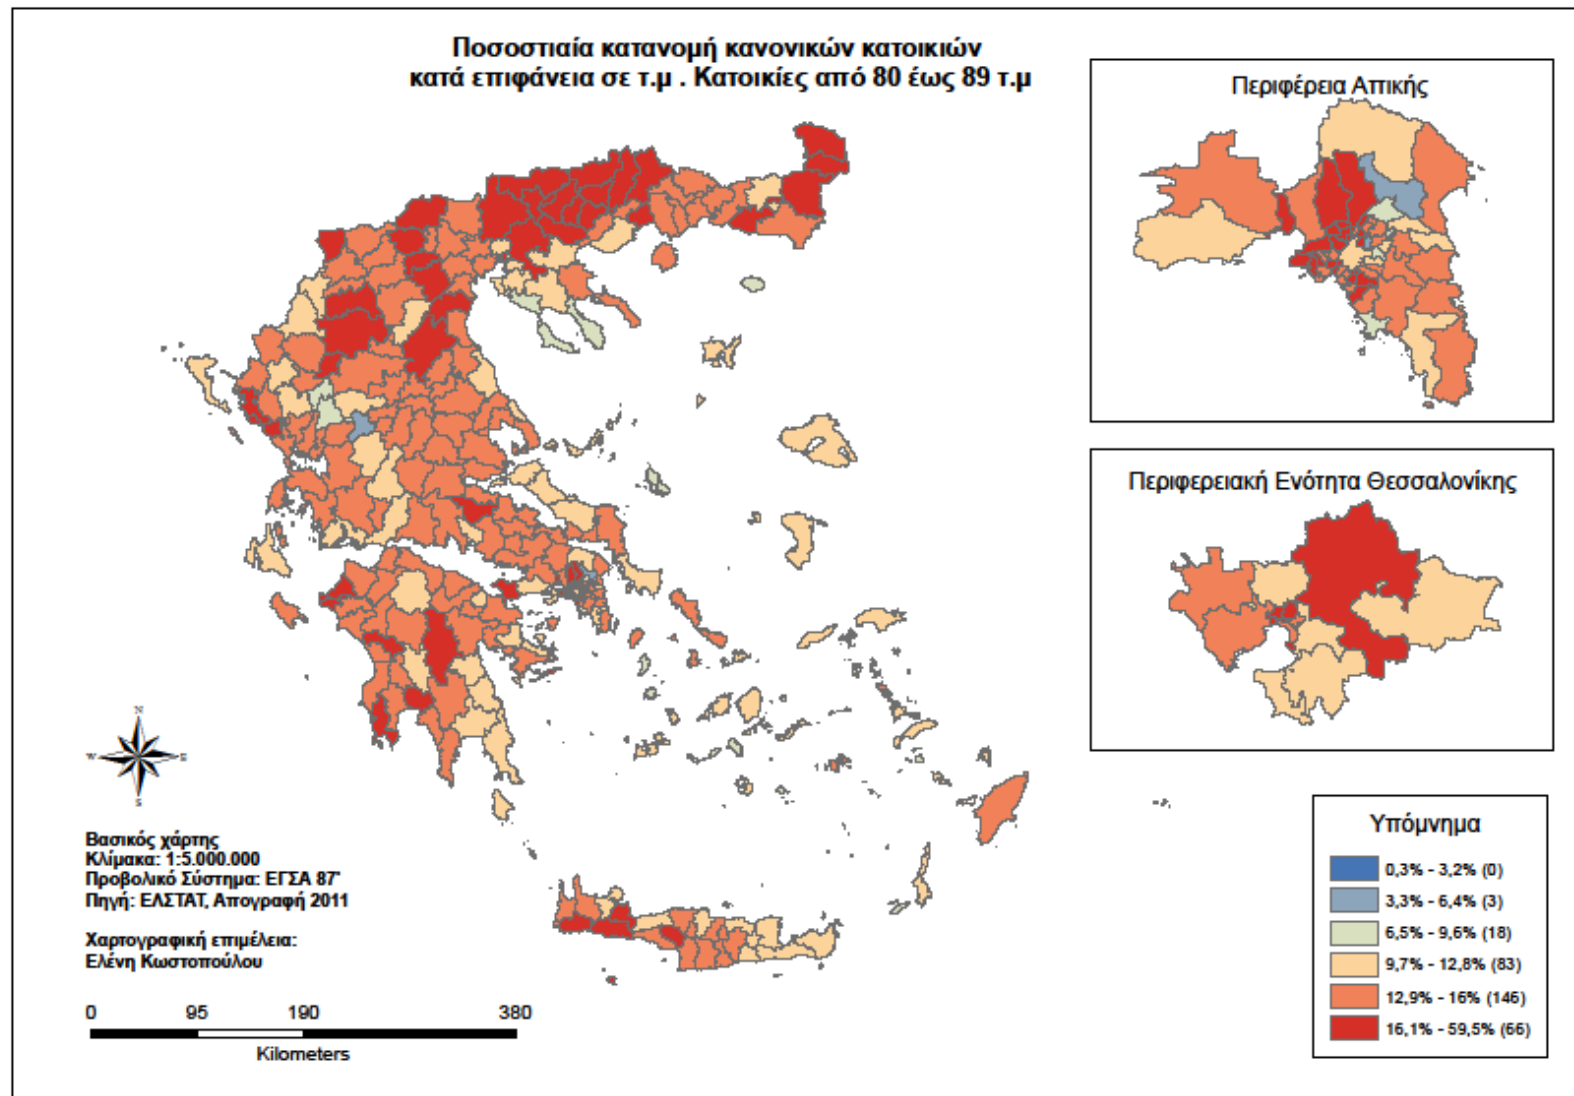 Ποσοστιαία κατανομή κανονικών κατοικιών
κατά επιφάνεια σε τ.μ . Κατοικίες από 80 έως 89 τ.μ
Περιφέρεια Αττικής
Περιφερειακή Ενότητα Θεσσαλονίκης
N
W
E
S
Βασικός χάρτης
Κλίμακα: 1:5.000.000
Προβολικό Σύστημα: ΕΓΣΑ 87'
Πηγή: ΕΛΣΤΑΤ, Απογραφή 2011
Χαρτογραφική επιμέλεια:
Ελένη Κωστοπούλου
0 95 190 380
Kilometers
Υπόμνημα
0,3% - 3,2% (0)
3,3% - 6,4% (3)
6,5% - 9,6% (18)
9,7% - 12,8% (83)
12,9% - 16% (146)
16,1% - 59,5% (66)